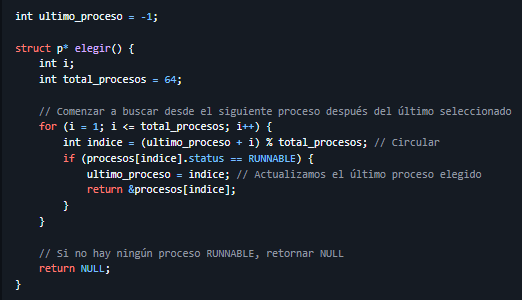 int ultimo_proceso = -1;
struct p* elegir() {
int i;
int total_procesos = 64;
// Comenzar a buscar desde el siguiente proceso después del último seleccionado
for (i = 1; i <= total_procesos; i++) {
int indice = (ultimo_proceso + i) % total_procesos; // Circular
if (procesos[indice].status == RUNNABLE) {
ultimo_proceso = indice; // Actualizamos el último proceso elegido
return &procesos[indice];
}
}
// Si no hay ningún proceso RUNNABLE, retornar NULL
return NULL;
}